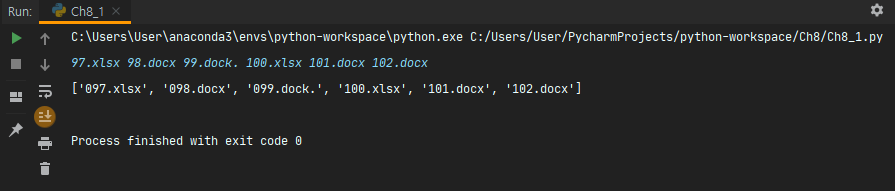 Run: Ch8_1
C:\Users\User\anaconda3\envs\python-workspace\python.exe C:/Users/User/PycharmProjects/python-workspace/Ch8/Ch8_1.py
97.xlsx 98.docx 99.dock. 100.xlsx 101.docx 102.docx
['097.xlsx', '098.docx', '099.dock.', '100.xlsx', '101.docx', '102.docx']
Process finished with exit code 0